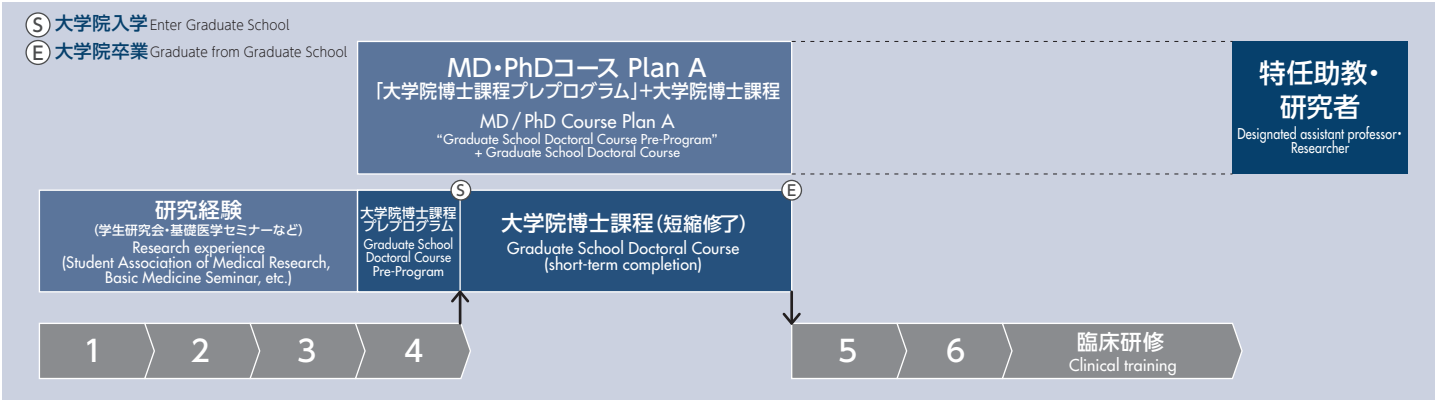 Ⓢ 大学院入学 Enter Graduate School
Ⓔ 大学院卒業 Graduate from Graduate School
MD・PhDコース Plan A
「大学院博士課程プレプログラム」+大学院博士課程
MD / PhD Course Plan A
“Graduate School Doctoral Course Pre-Program”
+ Graduate School Doctoral Course
特任助教・
研究者
Designated assistant professor・
Researcher
研究経験
(学生研究会・基礎医学セミナーなど)
Research experience
(Student Association of Medical Research,
Basic Medicine Seminar, etc.)
大学院博士課程
プレプログラム
Graduate School
Doctoral Course
Pre-Program
Ⓢ
大学院博士課程(短縮修了)
Graduate School Doctoral Course
(short-term completion)
Ⓔ
1
2
3
4
5
6
臨床研修
Clinical training